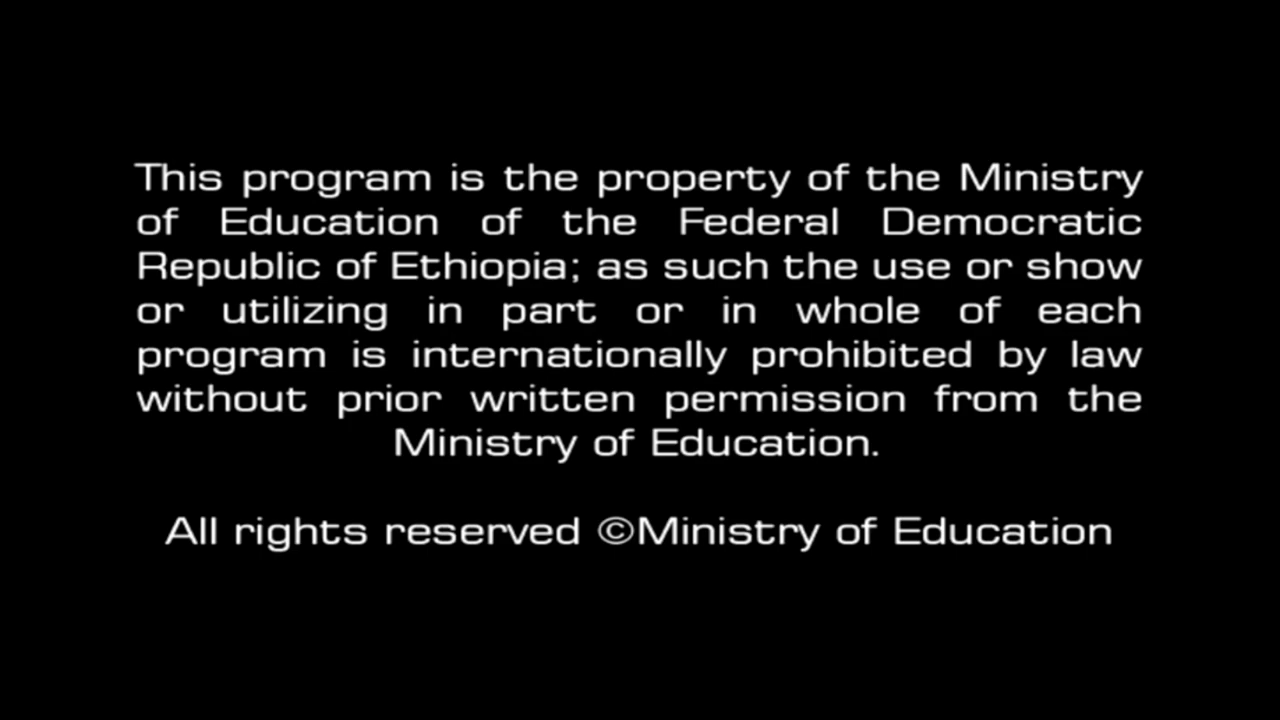 This program is the property of the Ministry
of Education of the Federal Democratic
Republic of Ethiopia; as such the use or show
or utilizing in part or in whole of each
program is internationally prohibited by law
without prior written permission from the
Ministry of Education.
All rights reserved ©Ministry of Education